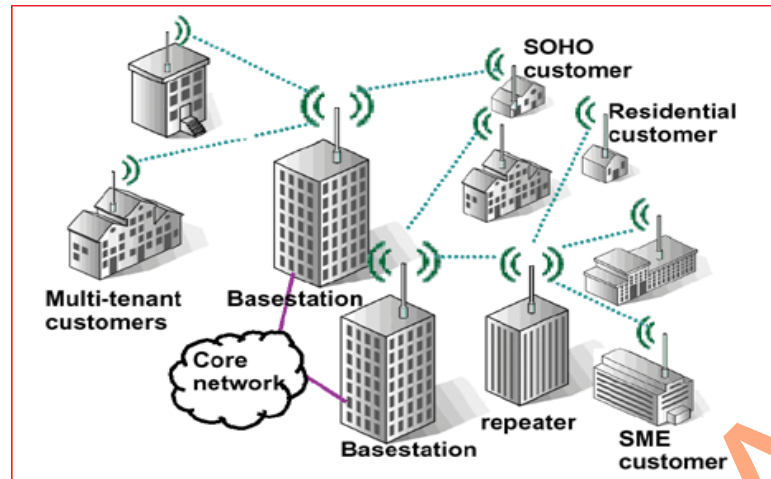 SOHO
customer
Residential
customer
Multi-tenant
customers
Basestation
Core
network
Basestation
repeater
SME
customer